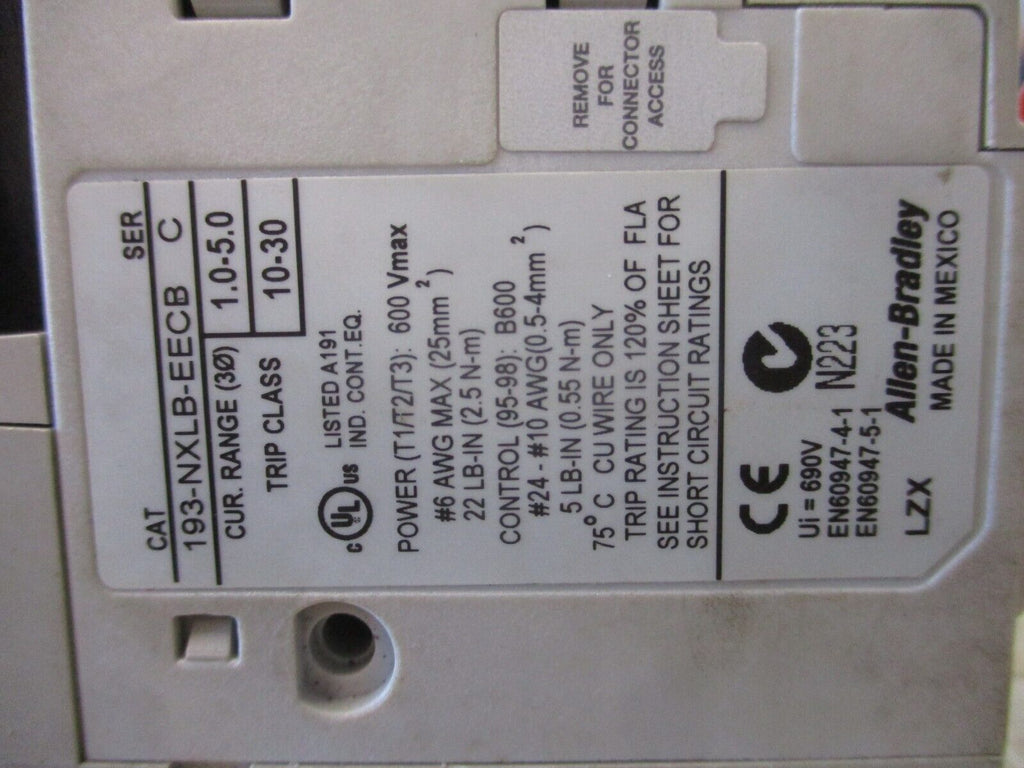 REMOVE
FOR
CONNECTOR
ACCESS
CAT SER
193-NXLB-EECB C
CUR. RANGE (3Ø) 1.0-5.0
TRIP CLASS 10-30
c UL us LISTED A191
IND. CONT.EQ.
POWER (T1/T2/T3): 600 Vmax
#6 AWG MAX (25mm²)
22 LB-IN (2.5 N-m)
CONTROL (95-98): B600
#24 - #10 AWG(0.5-4mm²)
5 LB-IN (0.55 N-m)
75° C CU WIRE ONLY
TRIP RATING IS 120% OF FLA
SEE INSTRUCTION SHEET FOR
SHORT CIRCUIT RATINGS
CE
Ui = 690V N223
EN60947-4-1
EN60947-5-1
Allen-Bradley
LZX MADE IN MEXICO